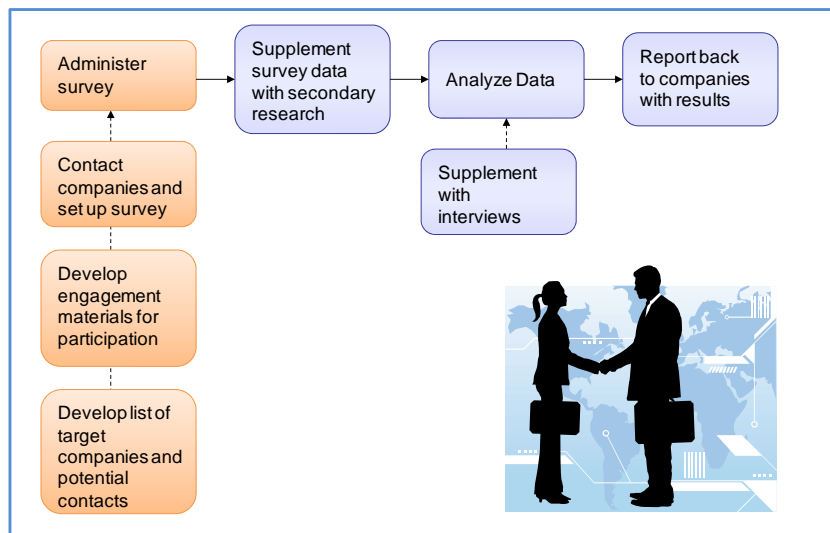 Administer
survey
Supplement
survey data
with secondary
research
Analyze Data
Report back
to companies
with results
Contact
companies and
set up survey
Supplement
with
interviews
Develop
engagement
materials for
participation
Develop list of
target
companies and
potential
contacts